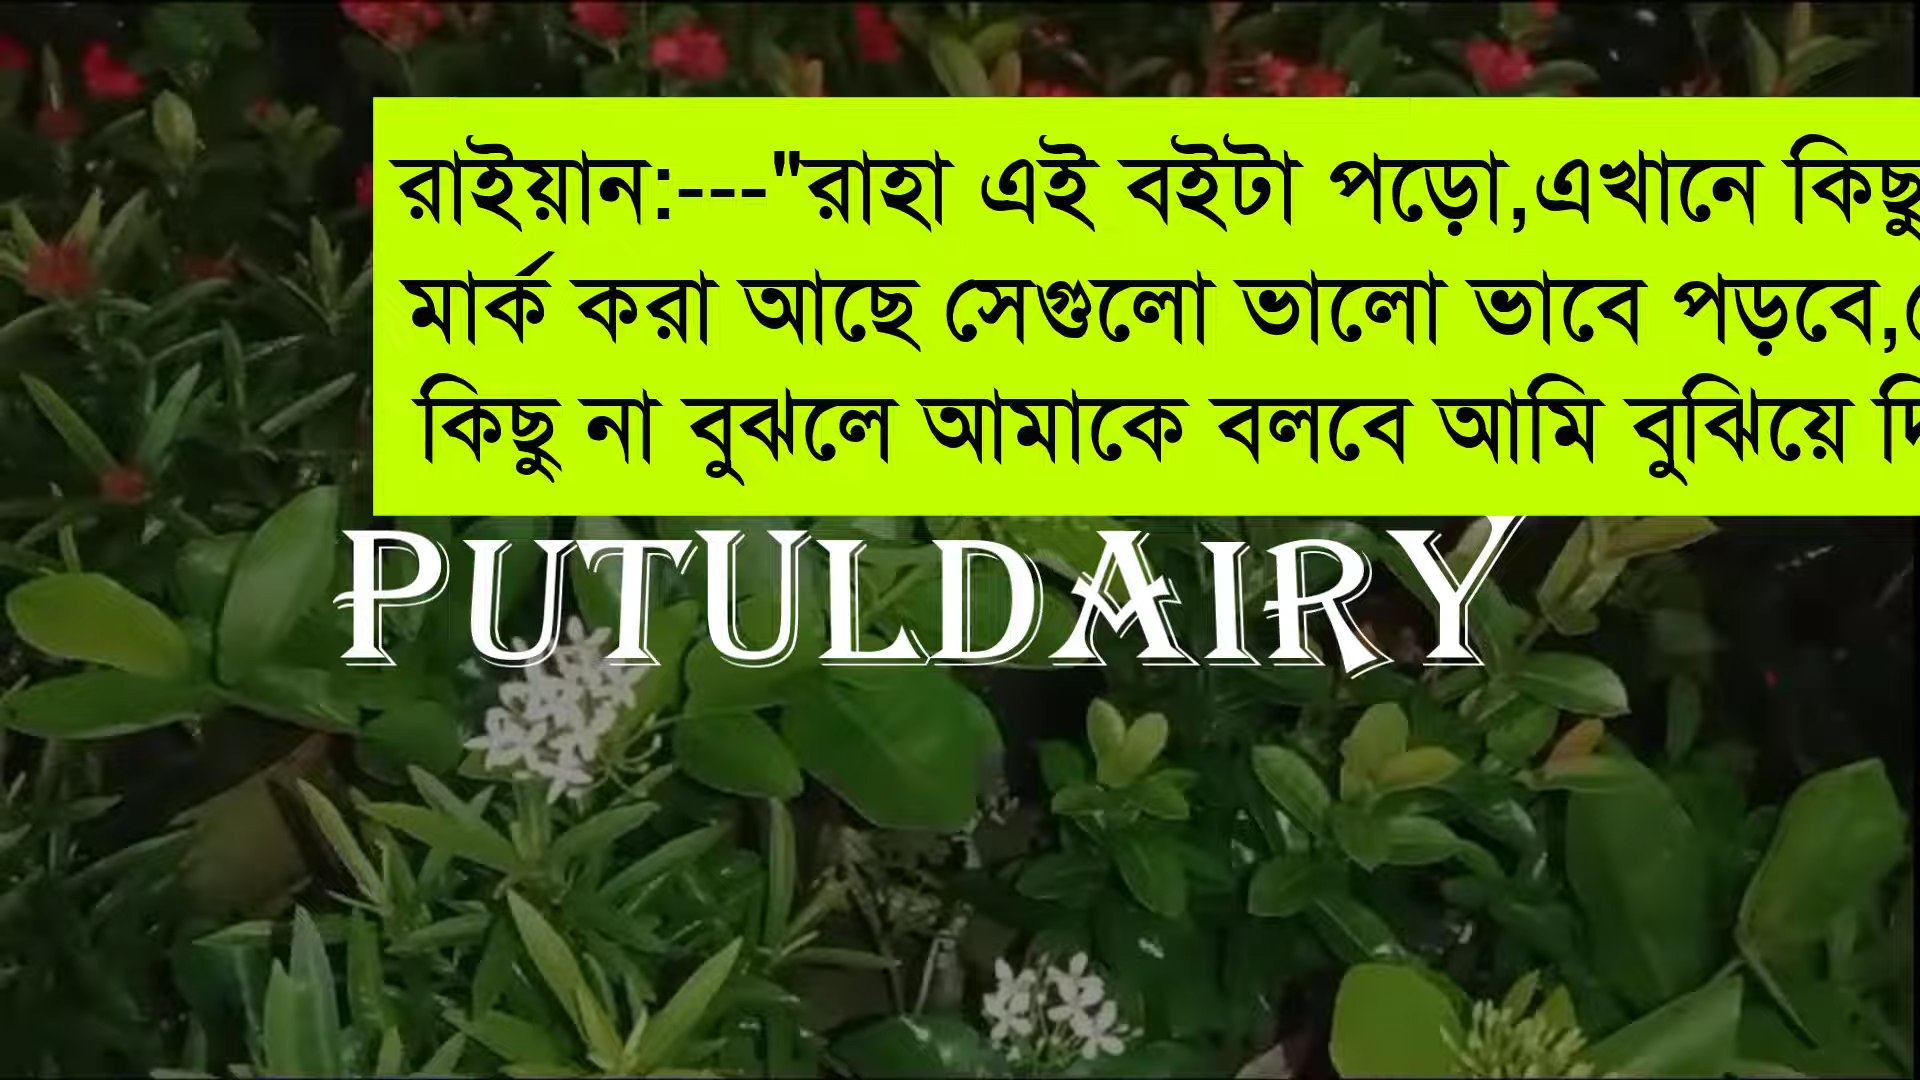 রাইয়ান:---"রাহা এই বইটা পড়ো,এখানে কিছু
মার্ক করা আছে সেগুলো ভালো ভাবে পড়বে,
কিছু না বুঝলে আমাকে বলবে আমি বুঝিয়ে
PUTULDAIRY